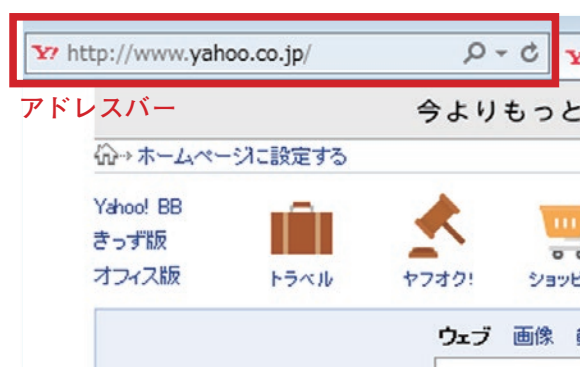 Y! http://www.yahoo.co.jp/
アドレスバー
今よりもっと
ホームページに設定する
Yahoo! BB
きっず版
オフィス版
トラベル
ヤフオク!
ショッピ
ウェブ 画像